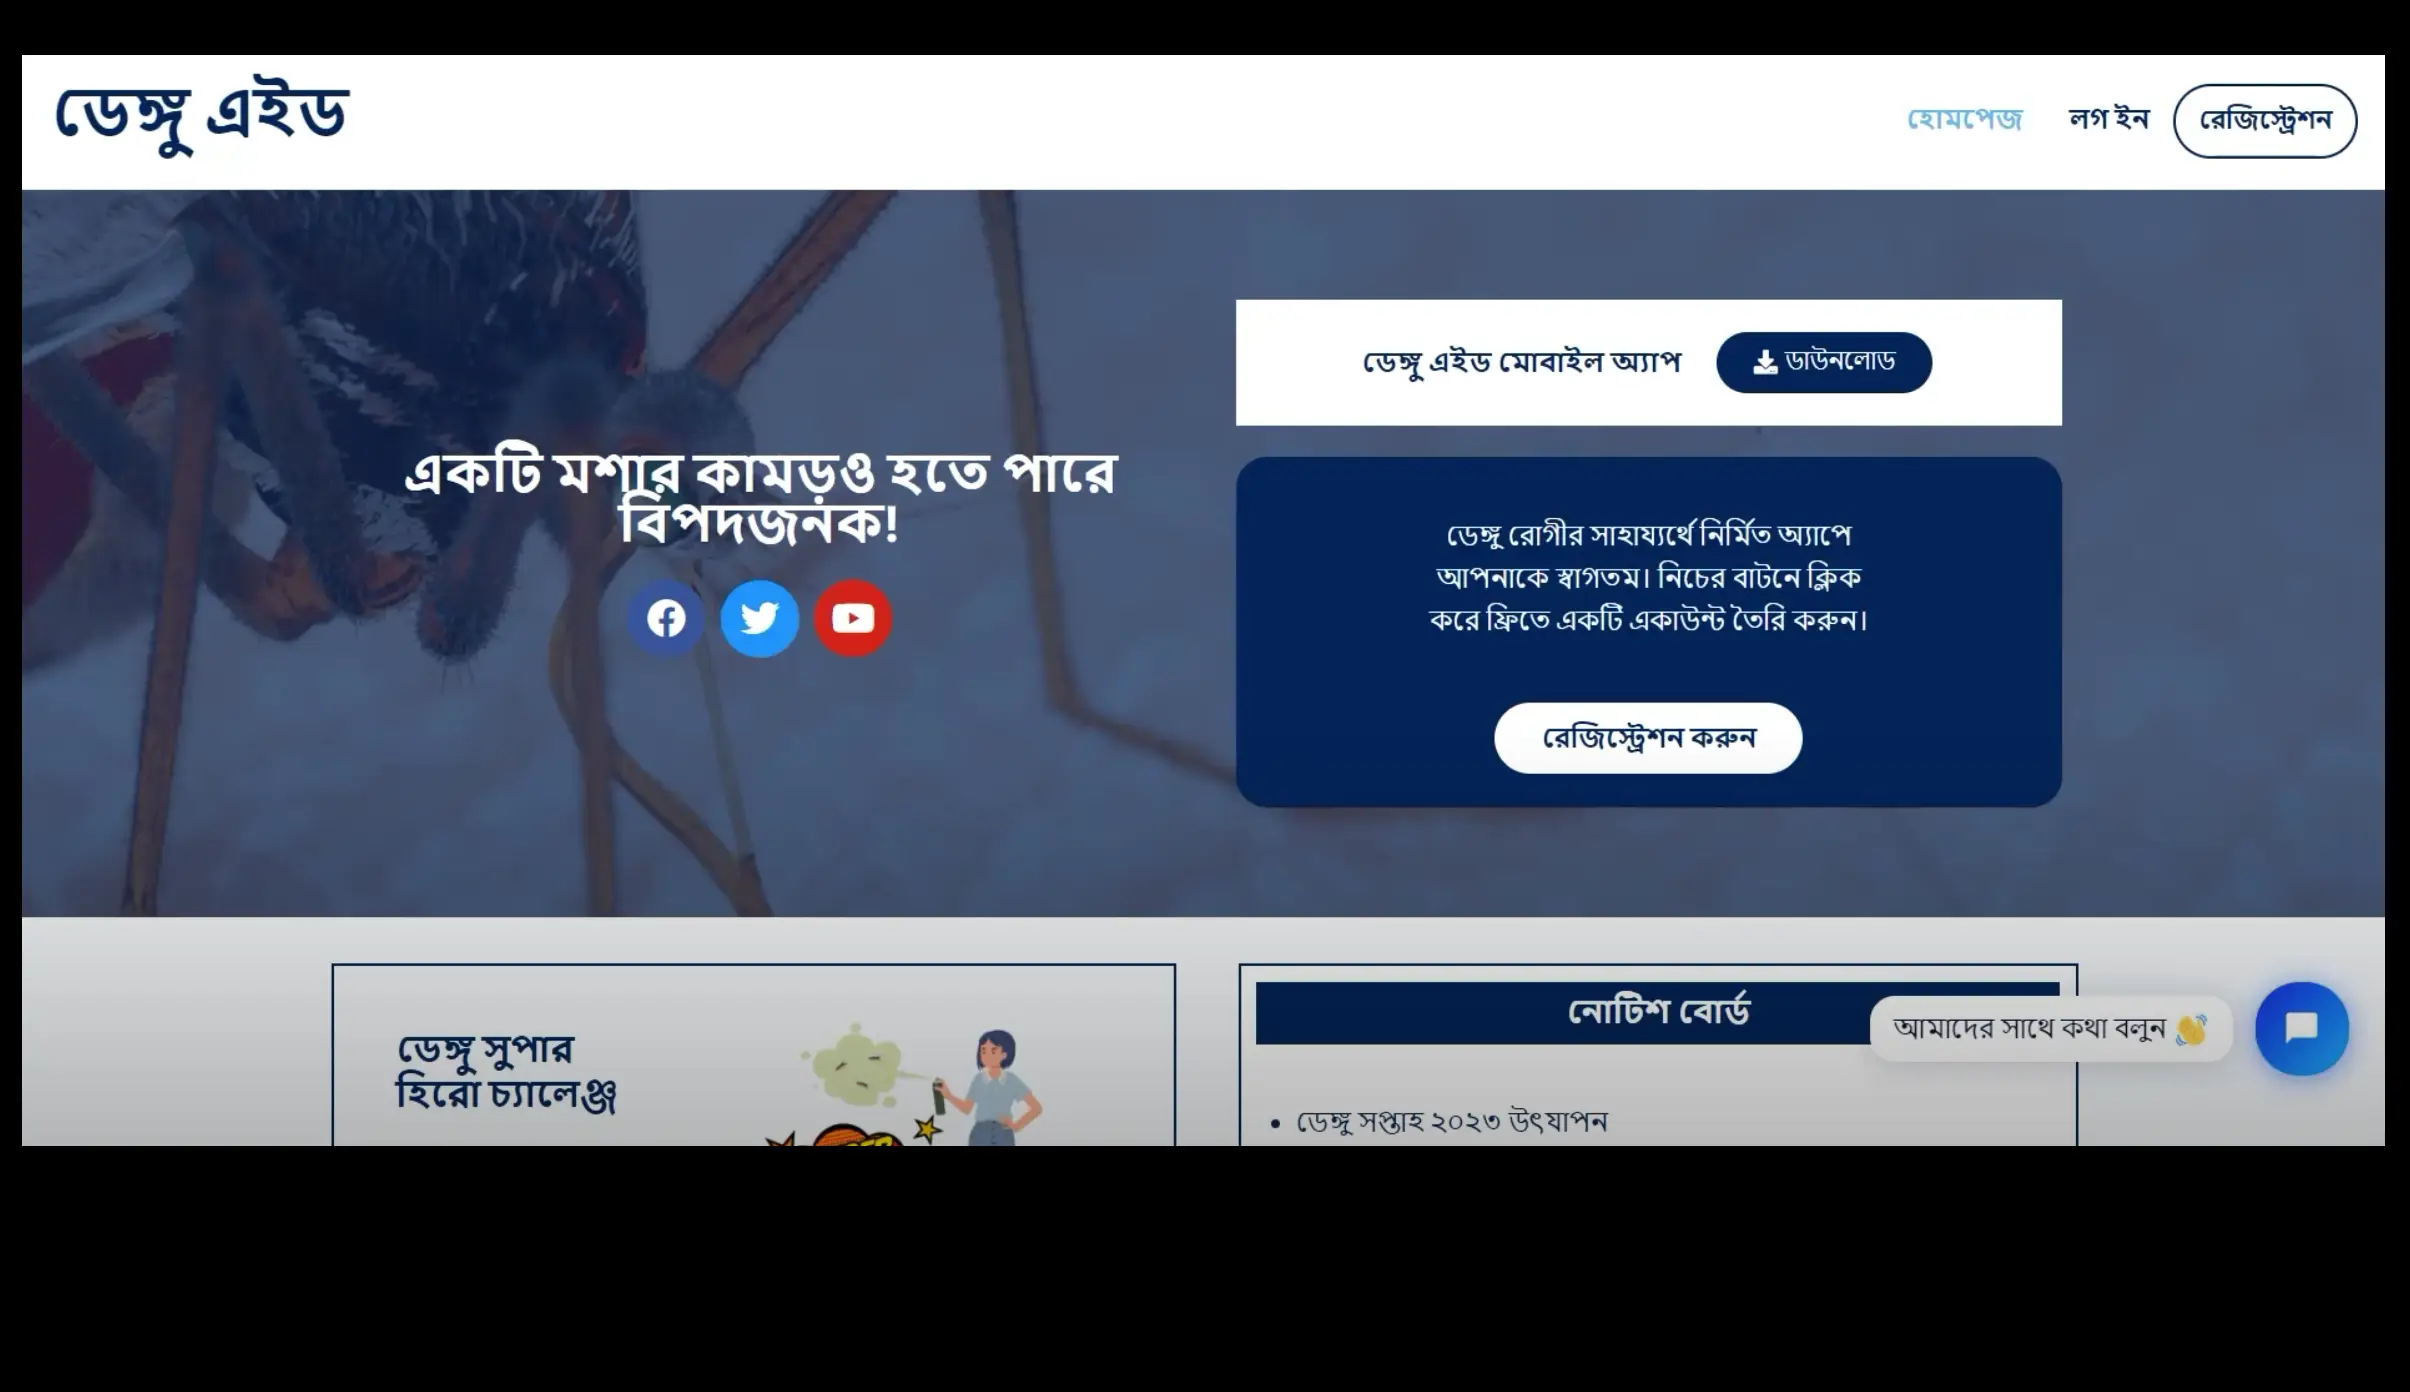 ডেঙ্গু এইড
হোমপেজ লগ ইন রেজিস্ট্রেশন
একটি মশার কামড়ও হতে পারে
বিপদজনক!
ডেঙ্গু এইড মোবাইল অ্যাপ ডাউনলোড
ডেঙ্গু রোগীর সাহায্যর্থে নির্মিত অ্যাপে
আপনাকে স্বাগতম। নিচের বাটনে ক্লিক
করে ফ্রিতে একটি একাউন্ট তৈরি করুন।
রেজিস্ট্রেশন করুন
ডেঙ্গু সুপার
হিরো চ্যালেঞ্জ
নোটিশ বোর্ড
• ডেঙ্গু সপ্তাহ ২০২৩ উৎযাপন
আমাদের সাথে কথা বলুন 👋